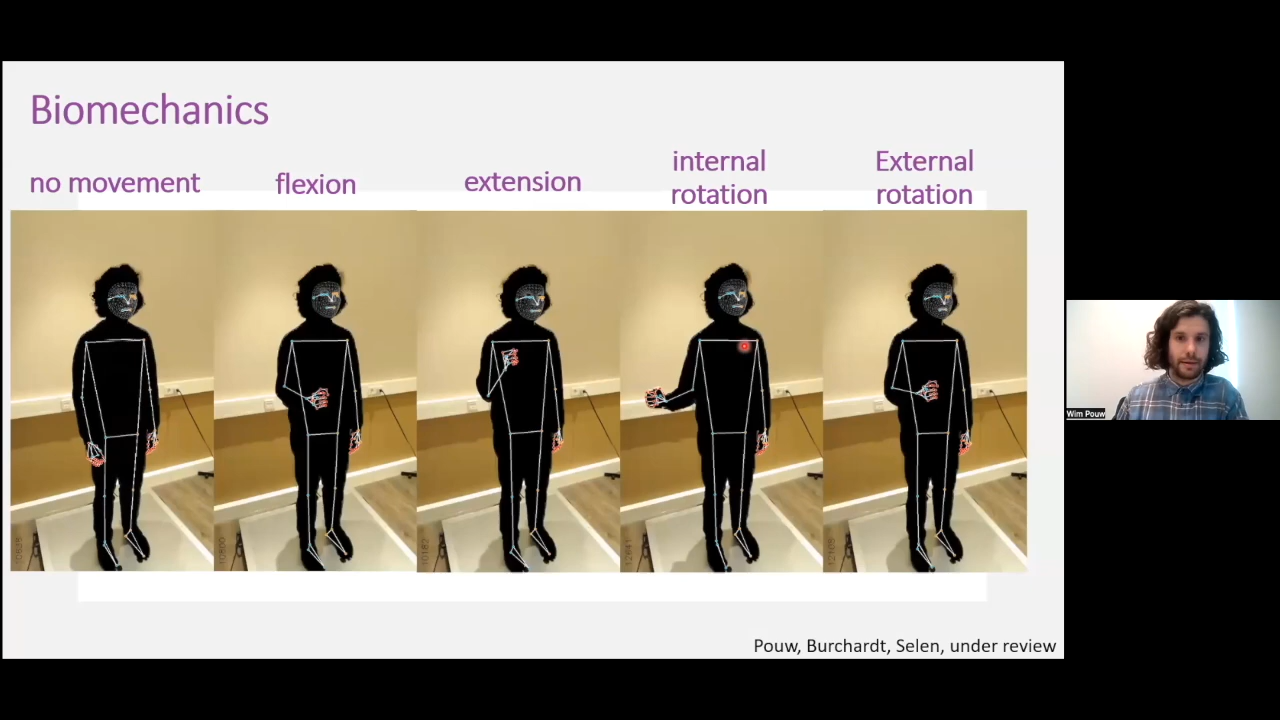 Biomechanics
no movement
flexion
extension
internal
rotation
External
rotation
Wim Pouw
Pouw, Burchardt, Selen, under review